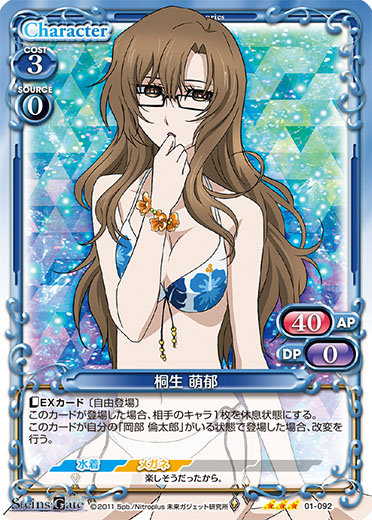 Character
COST
3
SOURCE
0
40 AP
DP 0
桐生 萌郁
EXカード〔自由登場〕
このカードが登場した場合、相手のキャラ1枚を休息状態にする。
このカードが自分の「岡部 倫太郎」がいる状態で登場した場合、改変を
行う。
水着 メガネ
楽しそうだったから。
Steins;Gate
©2011 5pb./Nitroplus 未来ガジェット研究所
01-092